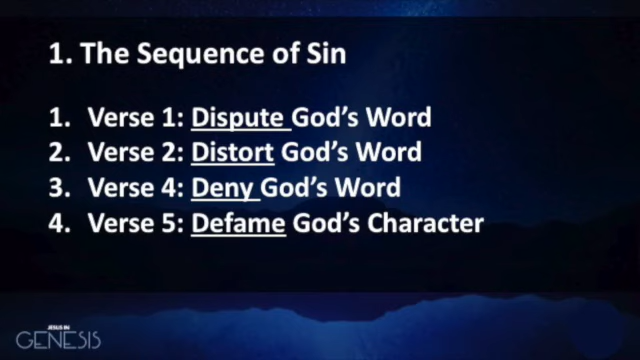 1. The Sequence of Sin
1. Verse 1: Dispute God's Word
2. Verse 2: Distort God's Word
3. Verse 4: Deny God's Word
4. Verse 5: Defame God's Character
JESUS IN
GENESIS